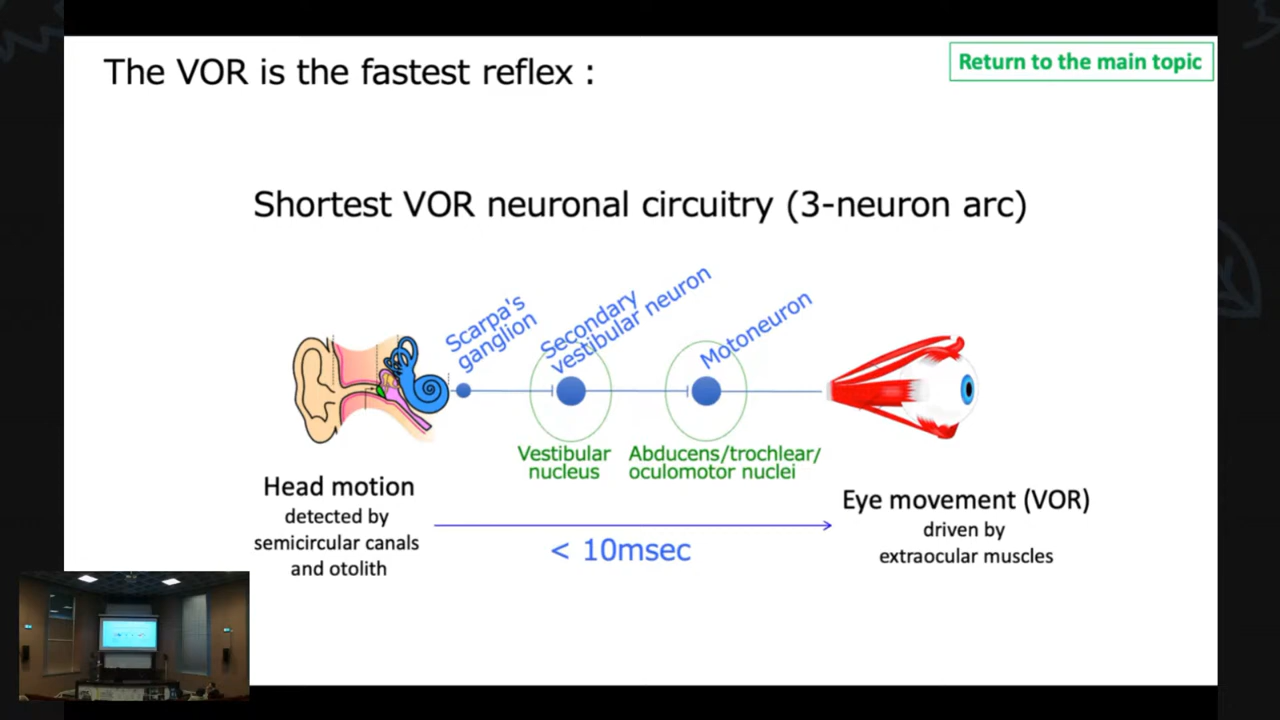 The VOR is the fastest reflex :
Return to the main topic
Shortest VOR neuronal circuitry (3-neuron arc)
Scarpa's
ganglion
Secondary
vestibular neuron
Motoneuron
Vestibular
nucleus
Abducens/trochlear/
oculomotor nuclei
Head motion
detected by
semicircular canals
and otolith
< 10msec
Eye movement (VOR)
driven by
extraocular muscles